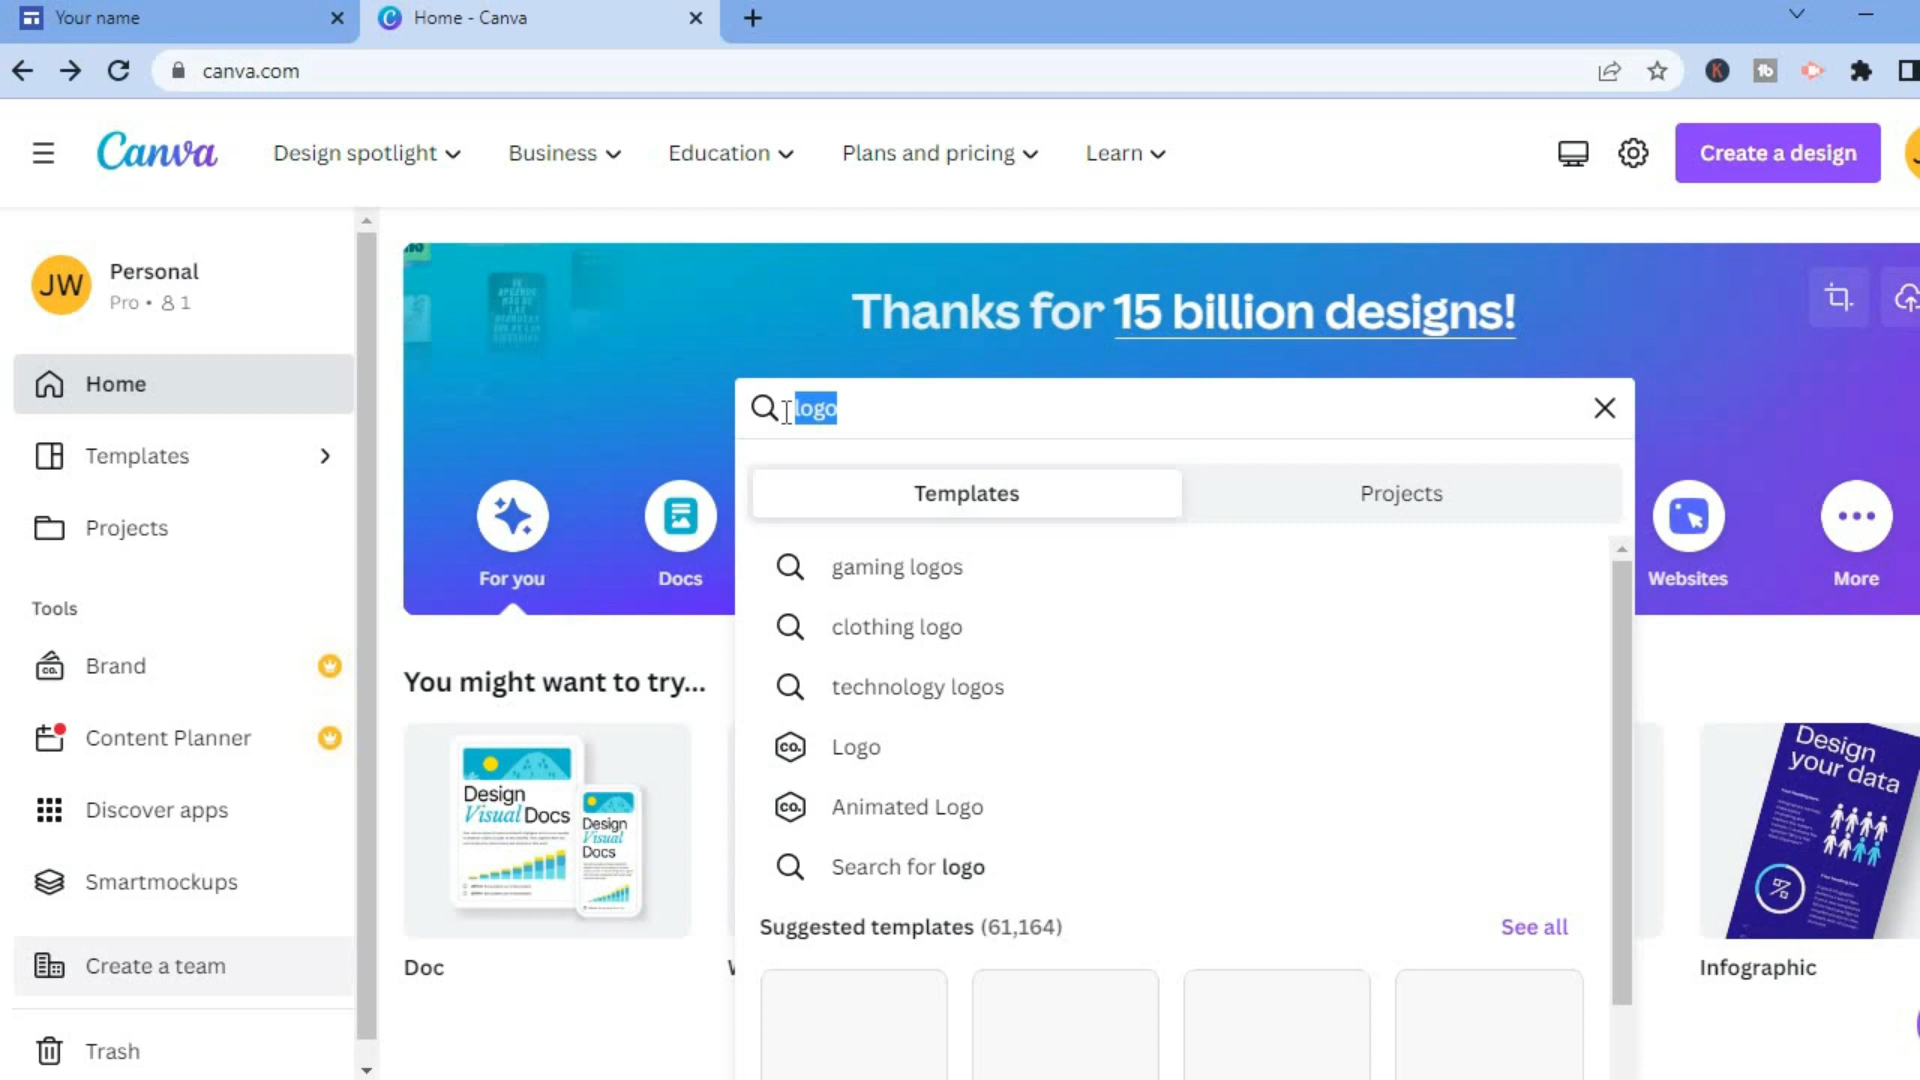 Your name
Home - Canva
canva.com
Canva
Design spotlight
Business
Education
Plans and pricing
Learn
Create a design
JW
Personal
Pro • 1
Home
Templates
Projects
Tools
Brand
Content Planner
Discover apps
Smartmockups
Create a team
Trash
Thanks for 15 billion designs!
logo
Templates
Projects
gaming logos
clothing logo
technology logos
CO. Logo
CO. Animated Logo
Search for logo
Suggested templates (61,164)
See all
For you
Docs
Websites
More
You might want to try...
Design
Visual Docs
Design
Visual
Docs
Doc
Design
your data
Infographic